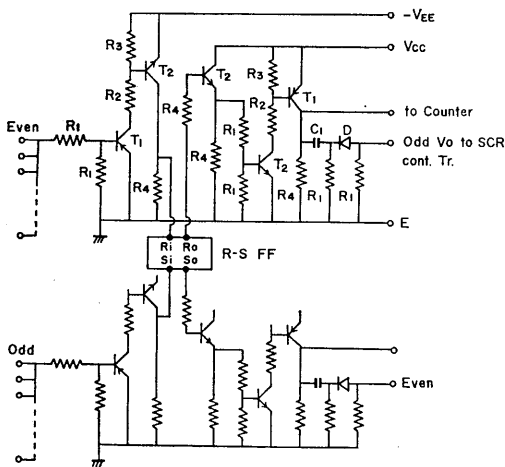 -VEE
Vcc
R3 T2 T2 R3 T1
R2 R4 R2
to Counter
Even R1 T1 R1 C1 D Odd Vo to SCR
cont. Tr.
R1 R4 R4 R1 T2 R4 R1 R1
E
Ri Ro
Si So
R-S FF
Odd
Even